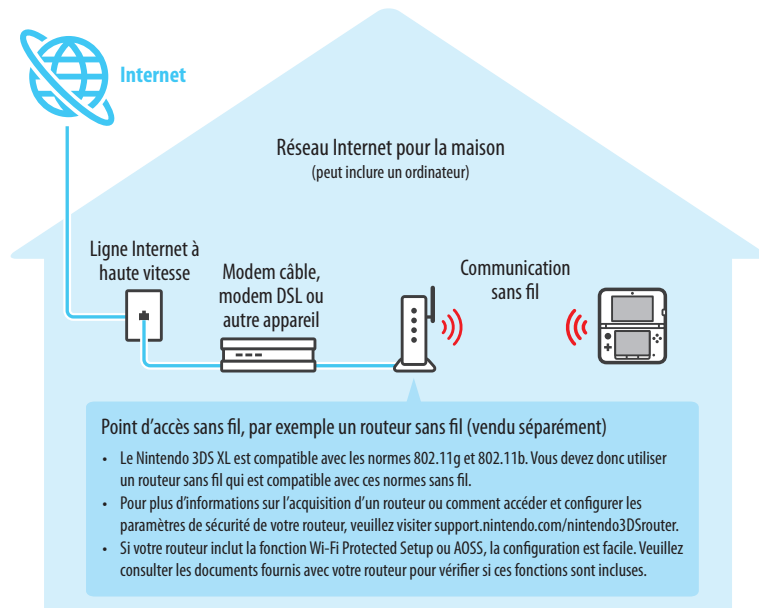 Internet
Réseau Internet pour la maison
(peut inclure un ordinateur)
Ligne Internet à
haute vitesse
Modem câble,
modem DSL ou
autre appareil
Communication
sans fil
Point d’accès sans fil, par exemple un routeur sans fil (vendu séparément)
• Le Nintendo 3DS XL est compatible avec les normes 802.11g et 802.11b. Vous devez donc utiliser
un routeur sans fil qui est compatible avec ces normes sans fil.
• Pour plus d’informations sur l’acquisition d’un routeur ou comment accéder et configurer les
paramètres de sécurité de votre routeur, veuillez visiter support.nintendo.com/nintendo3DSrouter.
• Si votre routeur inclut la fonction Wi-Fi Protected Setup ou AOSS, la configuration est facile. Veuillez
consulter les documents fournis avec votre routeur pour vérifier si ces fonctions sont incluses.